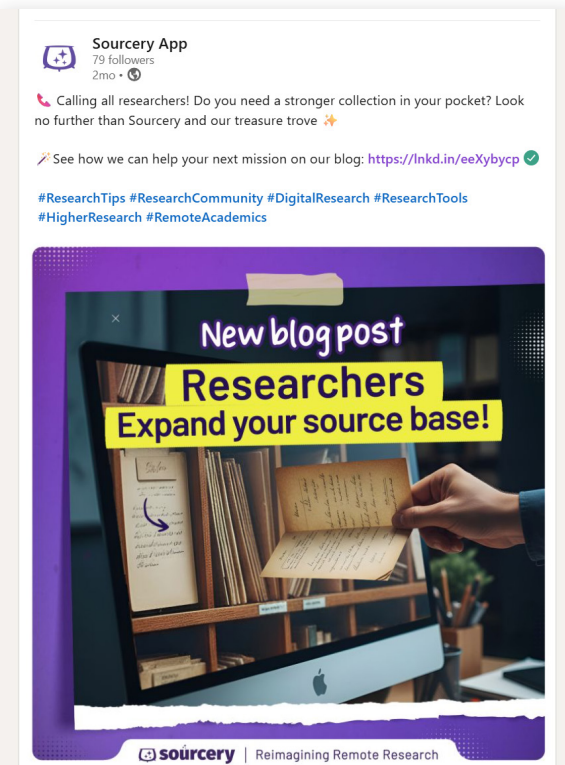 Sourcery App
79 followers
2mo •
Calling all researchers! Do you need a stronger collection in your pocket? Look
no further than Sourcery and our treasure trove
See how we can help your next mission on our blog: https://lnkd.in/eeXybycp
#ResearchTips #ResearchCommunity #DigitalResearch #ResearchTools
#HigherResearch #RemoteAcademics
New blog post
Researchers
Expand your source base!
sourcery | Reimagining Remote Research